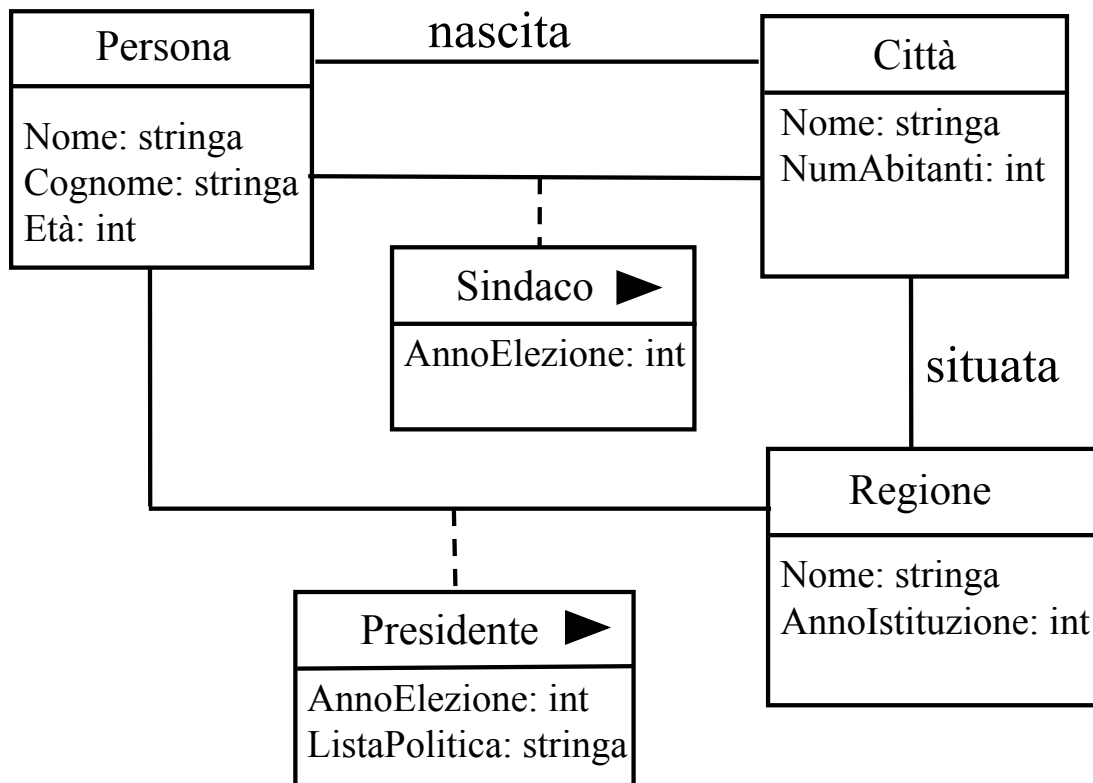 Persona
Nome: stringa
Cognome: stringa
Età: int
nascita
Città
Nome: stringa
NumAbitanti: int
Sindaco
AnnoElezione: int
situata
Regione
Nome: stringa
AnnoIstituzione: int
Presidente
AnnoElezione: int
ListaPolitica: stringa